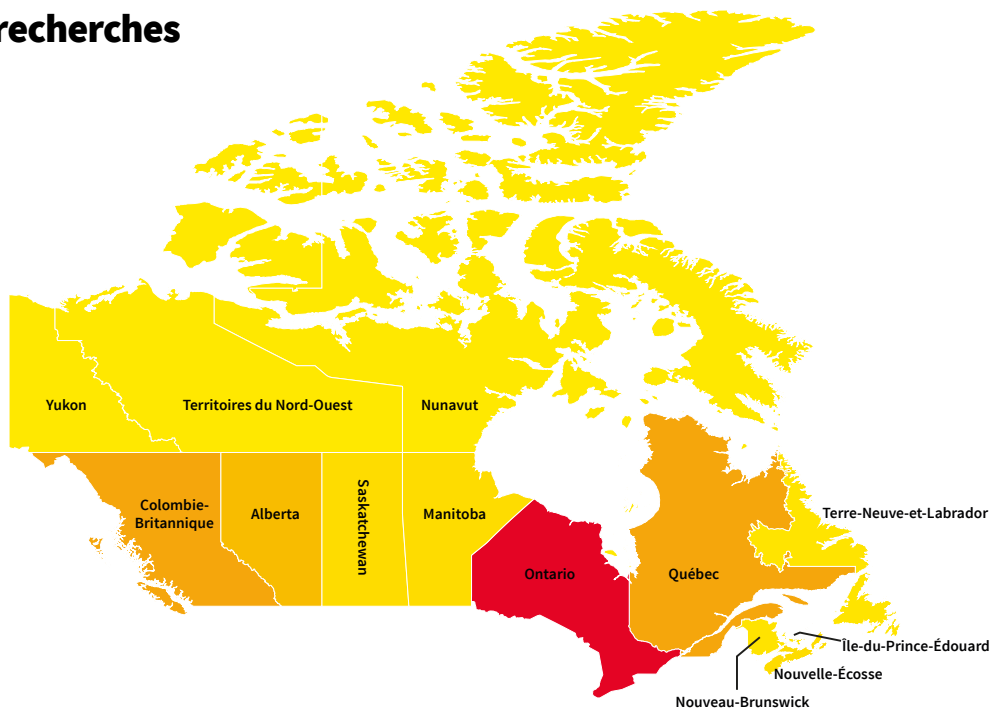 recherches
Yukon
Territoires du Nord-Ouest
Nunavut
Colombie-
Britannique
Alberta
Saskatchewan
Manitoba
Ontario
Québec
Terre-Neuve-et-Labrador
Île-du-Prince-Édouard
Nouvelle-Écosse
Nouveau-Brunswick